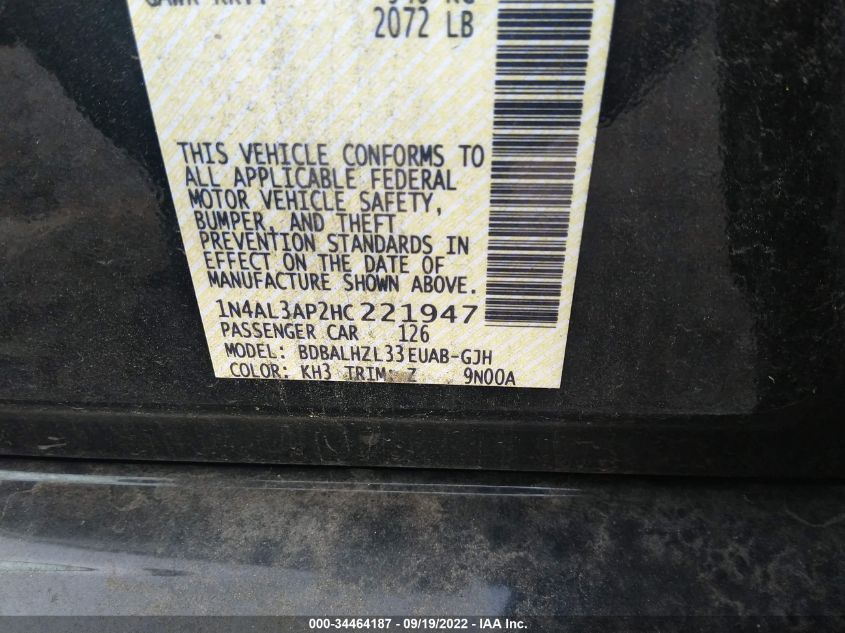 2072 LB
THIS VEHICLE CONFORMS TO
ALL APPLICABLE FEDERAL
MOTOR VEHICLE SAFETY,
BUMPER, AND THEFT
PREVENTION STANDARDS IN
EFFECT ON THE DATE OF
MANUFACTURE SHOWN ABOVE.
1N4AL3AP2HC221947
PASSENGER CAR 126
MODEL: BDBALHZL33EUAB-GJH
COLOR: KH3 TRIM: Z 9N00A
000-34464187 - 09/19/2022 - IAA Inc.